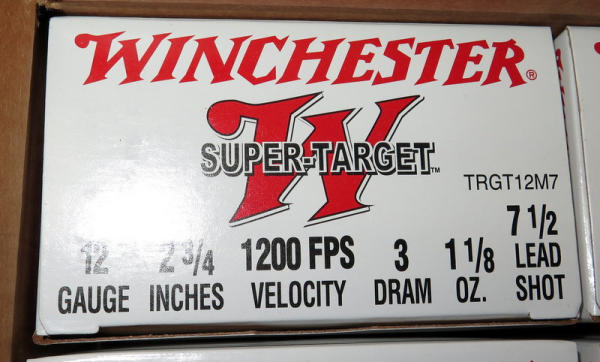 WINCHESTER®
W
SUPER-TARGET™
TRGT12M7
12 2 3/4 1200 FPS 3 1 1/8 7 1/2 LEAD
GAUGE INCHES VELOCITY DRAM OZ. SHOT